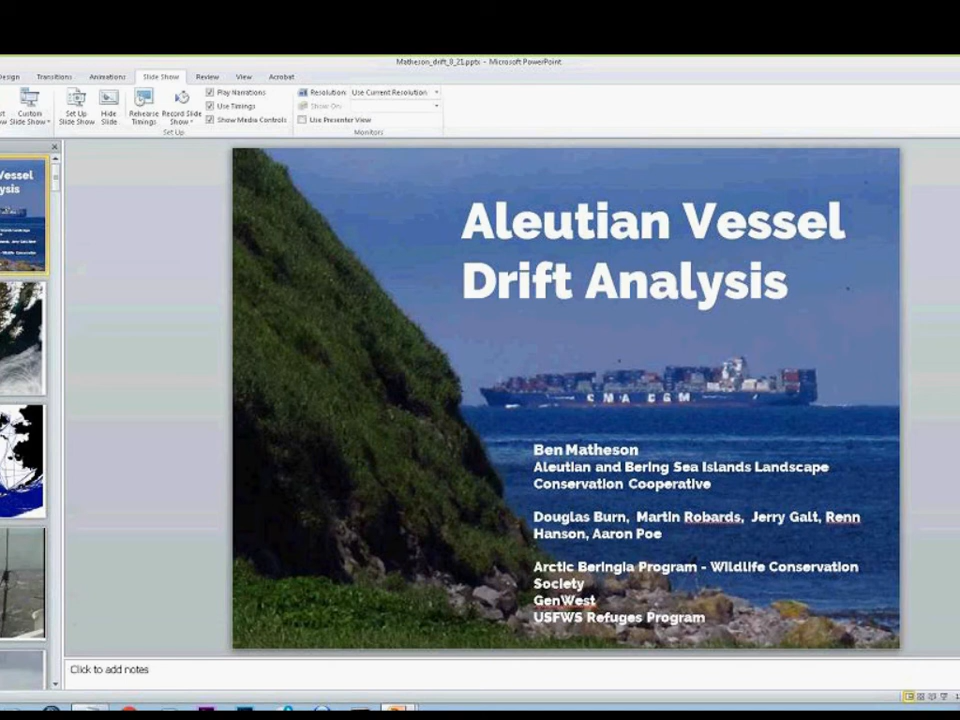 Matheson_drift_8_21.pptx - Microsoft PowerPoint
Design Transitions Animations Slide Show Review View Acrobat
Custom Slide Show
Set Up Slide Show
Hide Slide
Rehearse Timings
Record Slide Show
Play Narrations
Use Timings
Show Media Controls
Set Up
Resolution: Use Current Resolution
Show On:
Use Presenter View
Monitors
Aleutian Vessel
Drift Analysis
CMA CGM
Ben Matheson
Aleutian and Bering Sea Islands Landscape
Conservation Cooperative
Douglas Burn, Martin Robards, Jerry Galt, Renn
Hanson, Aaron Poe
Arctic Beringia Program - Wildlife Conservation
Society
GenWest
USFWS Refuges Program
Click to add notes